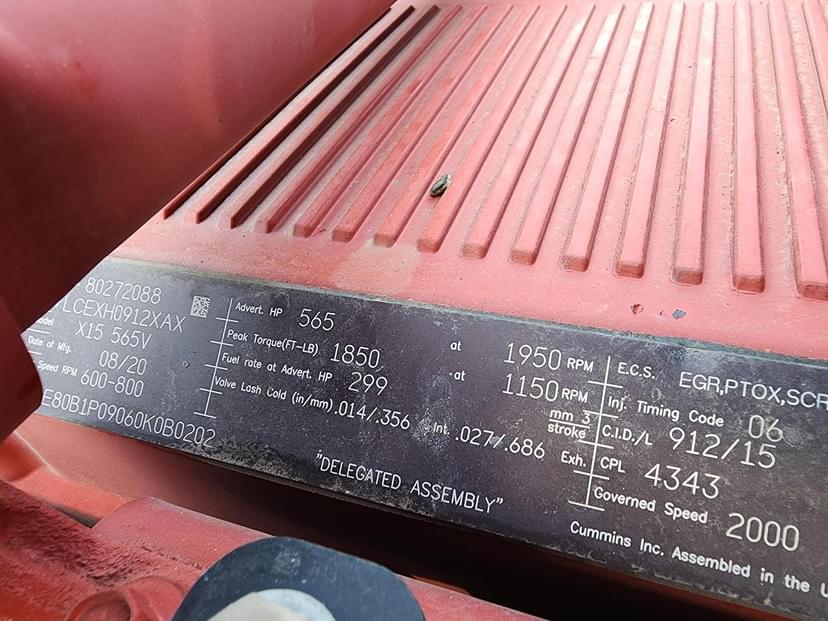 80272088
LCEXH0912XAX
X15 565V
Date of Mfg. 08/20
Speed RPM 600-800
E80B1P09060K0B0202
Advert. HP 565 at 1950 RPM
Peak Torque(FT-LB) 1850 at 1150 RPM
Fuel rate at Advert. HP 299 mm 3 stroke
Valve Lash Cold (in/mm) .014/.356 Int. .027/.686 Exh.
"DELEGATED ASSEMBLY"
E.C.S. EGR,PTOX,SCR
Inj. Timing Code 06
C.I.D./L 912/15
CPL 4343
Governed Speed 2000
Cummins Inc. Assembled in the U